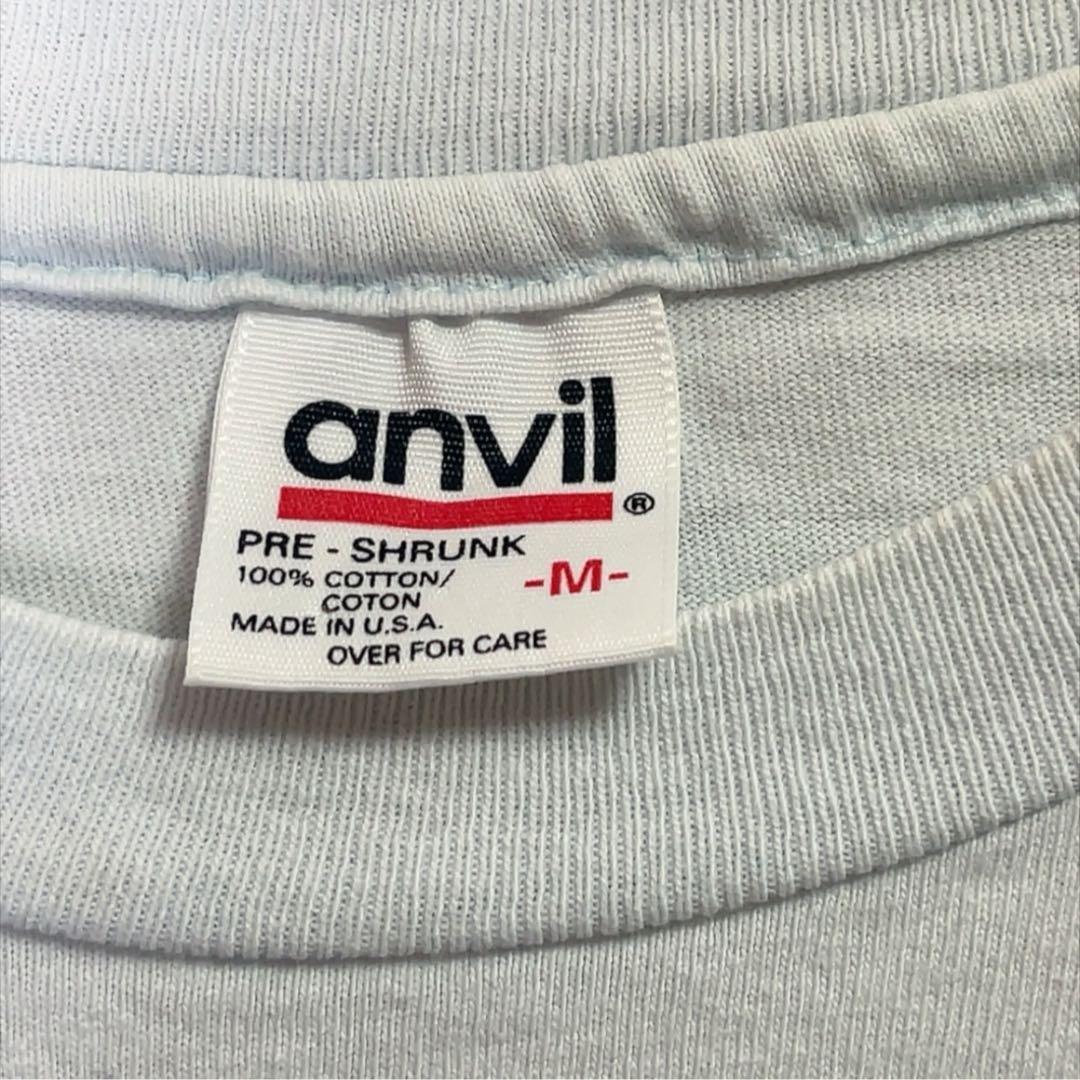 anvil ®
PRE - SHRUNK
100% COTTON/ -M-
COTON
MADE IN U.S.A.
OVER FOR CARE